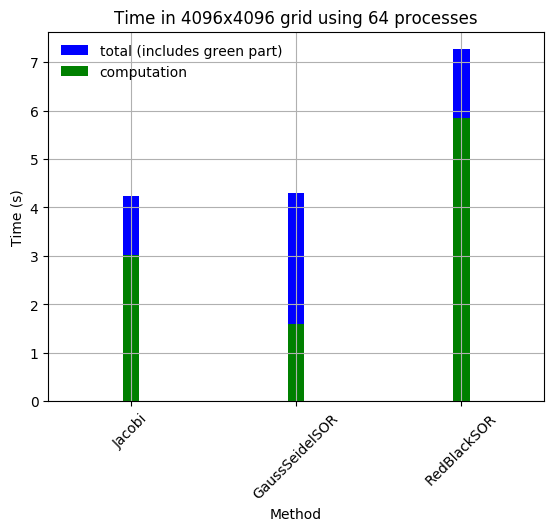 Time in 4096x4096 grid using 64 processes
total (includes green part)
computation
Time (s)
7
6
5
4
3
2
1
0
Jacobi
GaussSeidelSOR
RedBlackSOR
Method